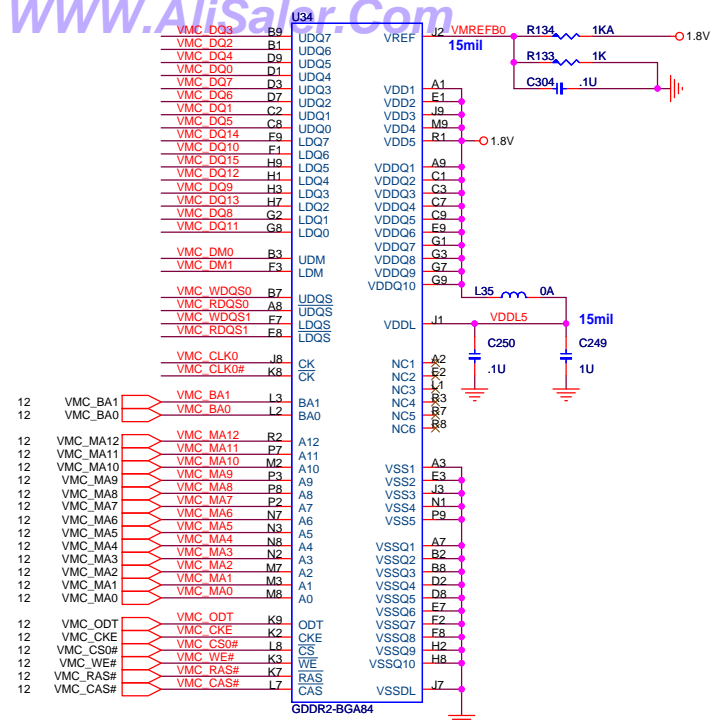 WWW.AliSaler.Com
U34
VMC_DQ3 B9 UDQ7 VREF J2 VMREFB0 R134 1KA 1.8V
VMC_DQ2 B1 UDQ6 15mil
VMC_DQ4 D9 UDQ5 R133 1K
VMC_DQ0 D1 UDQ4
VMC_DQ7 D3 UDQ3 VDD1 A1 C304 .1U
VMC_DQ6 D7 UDQ2 VDD2 E1
VMC_DQ1 C2 UDQ1 VDD3 J9
VMC_DQ5 C8 UDQ0 VDD4 M9
VMC_DQ14 F9 LDQ7 VDD5 R1 1.8V
VMC_DQ10 F1 LDQ6
VMC_DQ15 H9 LDQ5 VDDQ1 A9
VMC_DQ12 H1 LDQ4 VDDQ2 C1
VMC_DQ9 H3 LDQ3 VDDQ3 C3
VMC_DQ13 H7 LDQ2 VDDQ4 C7
VMC_DQ8 G2 LDQ1 VDDQ5 C9
VMC_DQ11 G8 LDQ0 VDDQ6 E9
VDDQ7 G1
VMC_DM0 B3 UDM VDDQ8 G3
VMC_DM1 F3 LDM VDDQ9 G7
VDDQ10 G9
VMC_WDQS0 B7 UDQS L35 0A
VMC_RDQS0 A8 UDQS
VMC_WDQS1 F7 LDQS VDDL J1 VDDL5 15mil
VMC_RDQS1 E8 LDQS
C250 .1U C249 1U
VMC_CLK0 J8 CK NC1 A2
VMC_CLK0# K8 CK NC2 E2
NC3 L1
12 VMC_BA1 VMC_BA1 L3 BA1 NC4 R3
12 VMC_BA0 VMC_BA0 L2 BA0 NC5 R7
NC6 R8
12 VMC_MA12 VMC_MA12 R2 A12
12 VMC_MA11 VMC_MA11 P7 A11
12 VMC_MA10 VMC_MA10 M2 A10 VSS1 A3
12 VMC_MA9 VMC_MA9 P3 A9 VSS2 E3
12 VMC_MA8 VMC_MA8 P8 A8 VSS3 J3
12 VMC_MA7 VMC_MA7 P2 A7 VSS4 N1
12 VMC_MA6 VMC_MA6 N7 A6 VSS5 P9
12 VMC_MA5 VMC_MA5 N3 A5
12 VMC_MA4 VMC_MA4 N8 A4 VSSQ1 A7
12 VMC_MA3 VMC_MA3 N2 A3 VSSQ2 B2
12 VMC_MA2 VMC_MA2 M7 A2 VSSQ3 B8
12 VMC_MA1 VMC_MA1 M3 A1 VSSQ4 D2
12 VMC_MA0 VMC_MA0 M8 A0 VSSQ5 D8
VSSQ6 E7
12 VMC_ODT VMC_ODT K9 ODT VSSQ7 F2
12 VMC_CKE VMC_CKE K2 CKE VSSQ8 F8
12 VMC_CS0# VMC_CS0# L8 CS VSSQ9 H2
12 VMC_WE# VMC_WE# K3 WE VSSQ10 H8
12 VMC_RAS# VMC_RAS# K7 RAS
12 VMC_CAS# VMC_CAS# L7 CAS VSSDL J7
GDDR2-BGA84